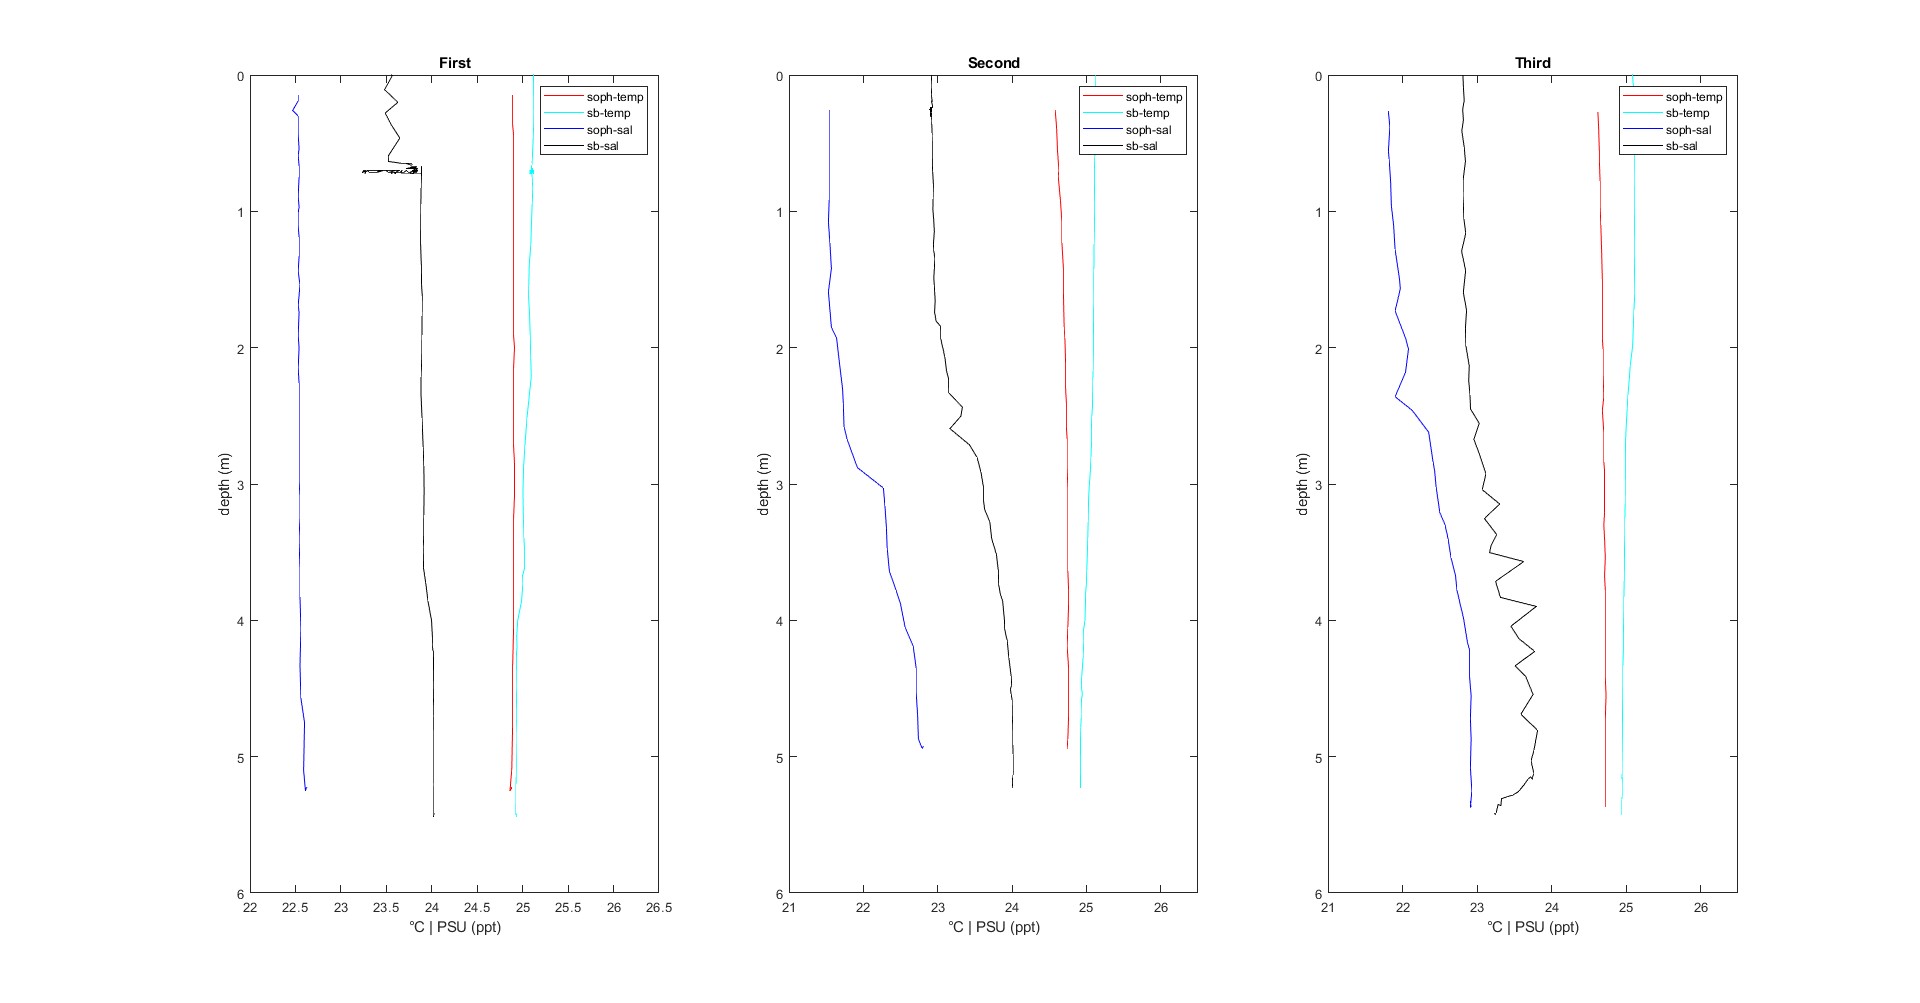 First
0
1
2
3
4
5
6
depth (m)
22 22.5 23 23.5 24 24.5 25 25.5 26 26.5
°C | PSU (ppt)
soph-temp
sb-temp
soph-sal
sb-sal
Second
0
1
2
3
4
5
6
depth (m)
21 22 23 24 25 26
°C | PSU (ppt)
soph-temp
sb-temp
soph-sal
sb-sal
Third
0
1
2
3
4
5
6
depth (m)
21 22 23 24 25 26
°C | PSU (ppt)
soph-temp
sb-temp
soph-sal
sb-sal